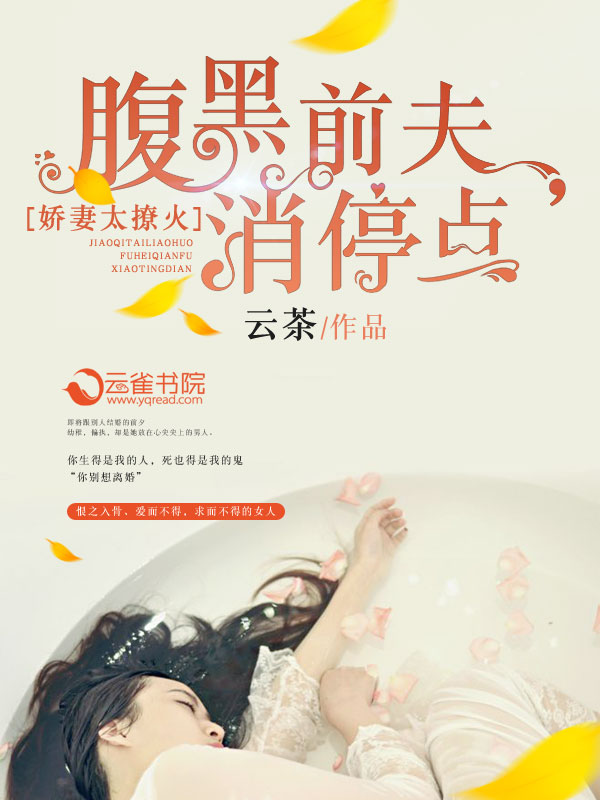 腹黑前夫，
消停点
[娇妻太撩火]
JIAOQITAILIAOHUO
FUHEIQIANFU
XIAOTINGDIAN
云茶/作品
云雀书院
www.yqread.com
即将跟别人结婚的前夕
幼稚，偏执，却是她放在心尖尖上的男人。
你生得是我的人，死也得是我的鬼
“你别想离婚”
恨之入骨、爱而不得，求而不得的女人